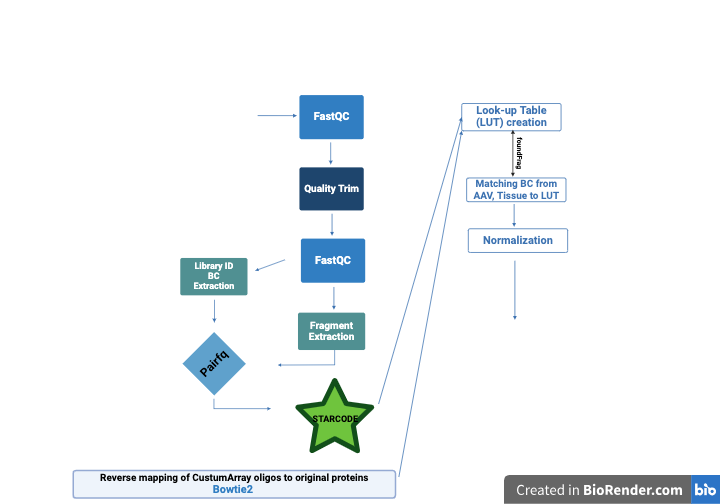 FastQC
Quality Trim
FastQC
Library ID
BC
Extraction
Fragment
Extraction
Pairfq
STARCODE
Reverse mapping of CustumArray oligos to original proteins
Bowtie2
Look-up Table
(LUT) creation
foundFrag
Matching BC from
AAV, Tissue to LUT
Normalization
Created in BioRender.com bio